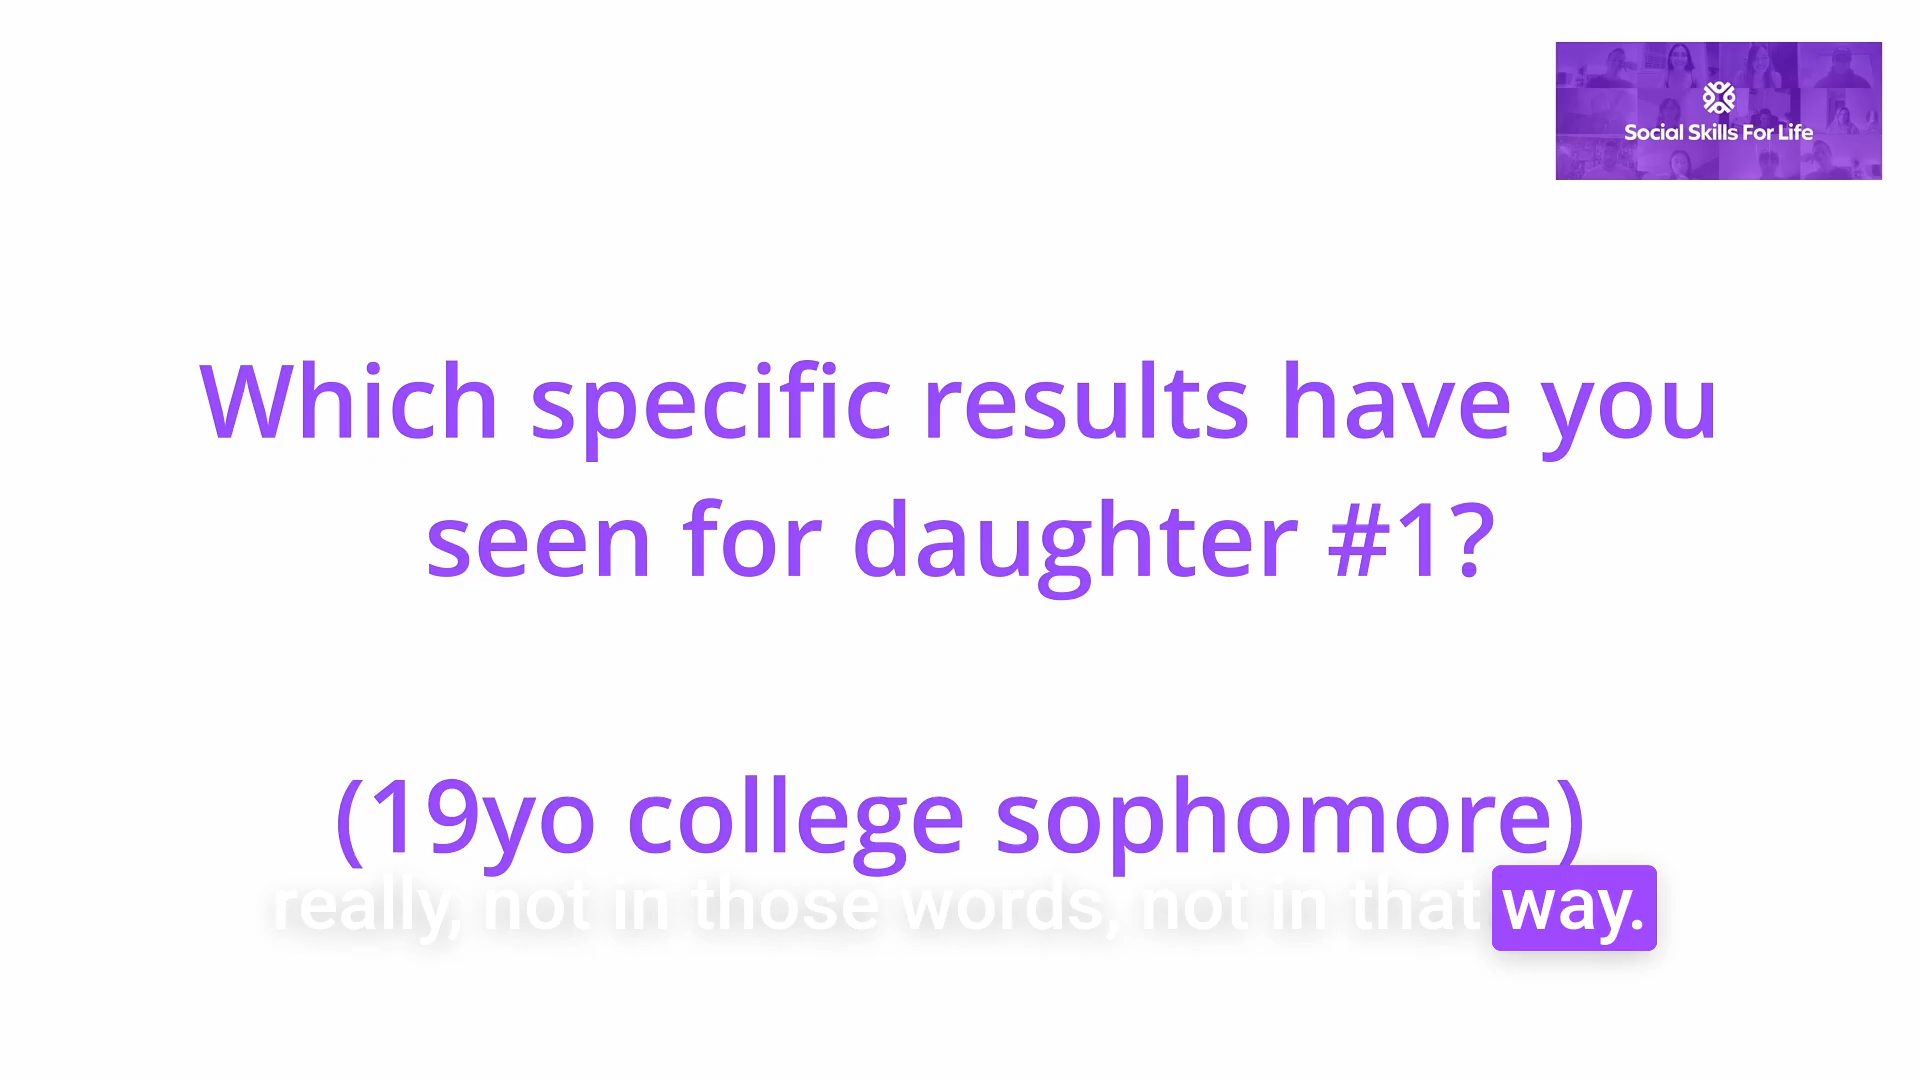 Social Skills For Life
Which specific results have you
seen for daughter #1?
(19yo college sophomore)
really, not in those words, not in that way.